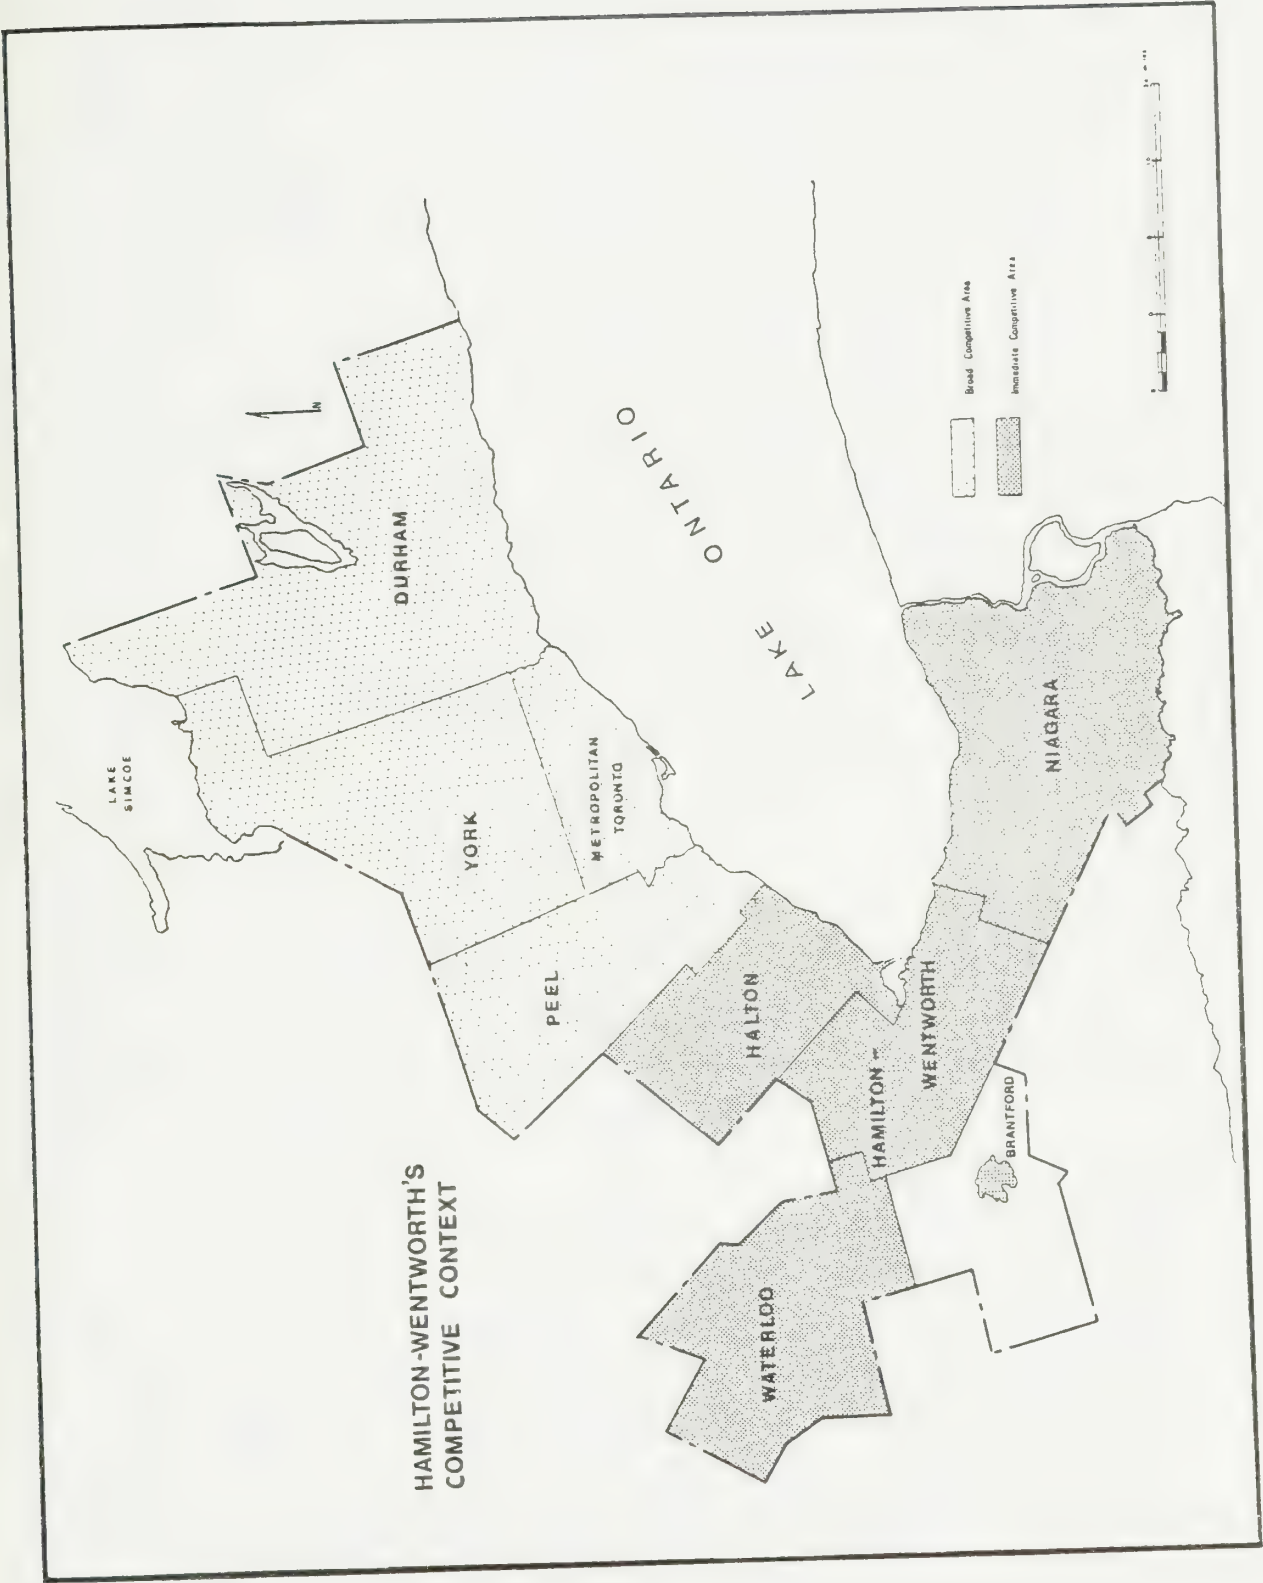 HAMILTON-WENTWORTH'S
COMPETITIVE CONTEXT
LAKE
SIMCOE
DURHAM
YORK
METROPOLITAN
TORONTO
PEEL
HALTON
LAKE ONTARIO
WATERLOO
HAMILTON -
WENTWORTH
BRANTFORD
NIAGARA
N
Broad Competitive Area
Immediate Competitive Area